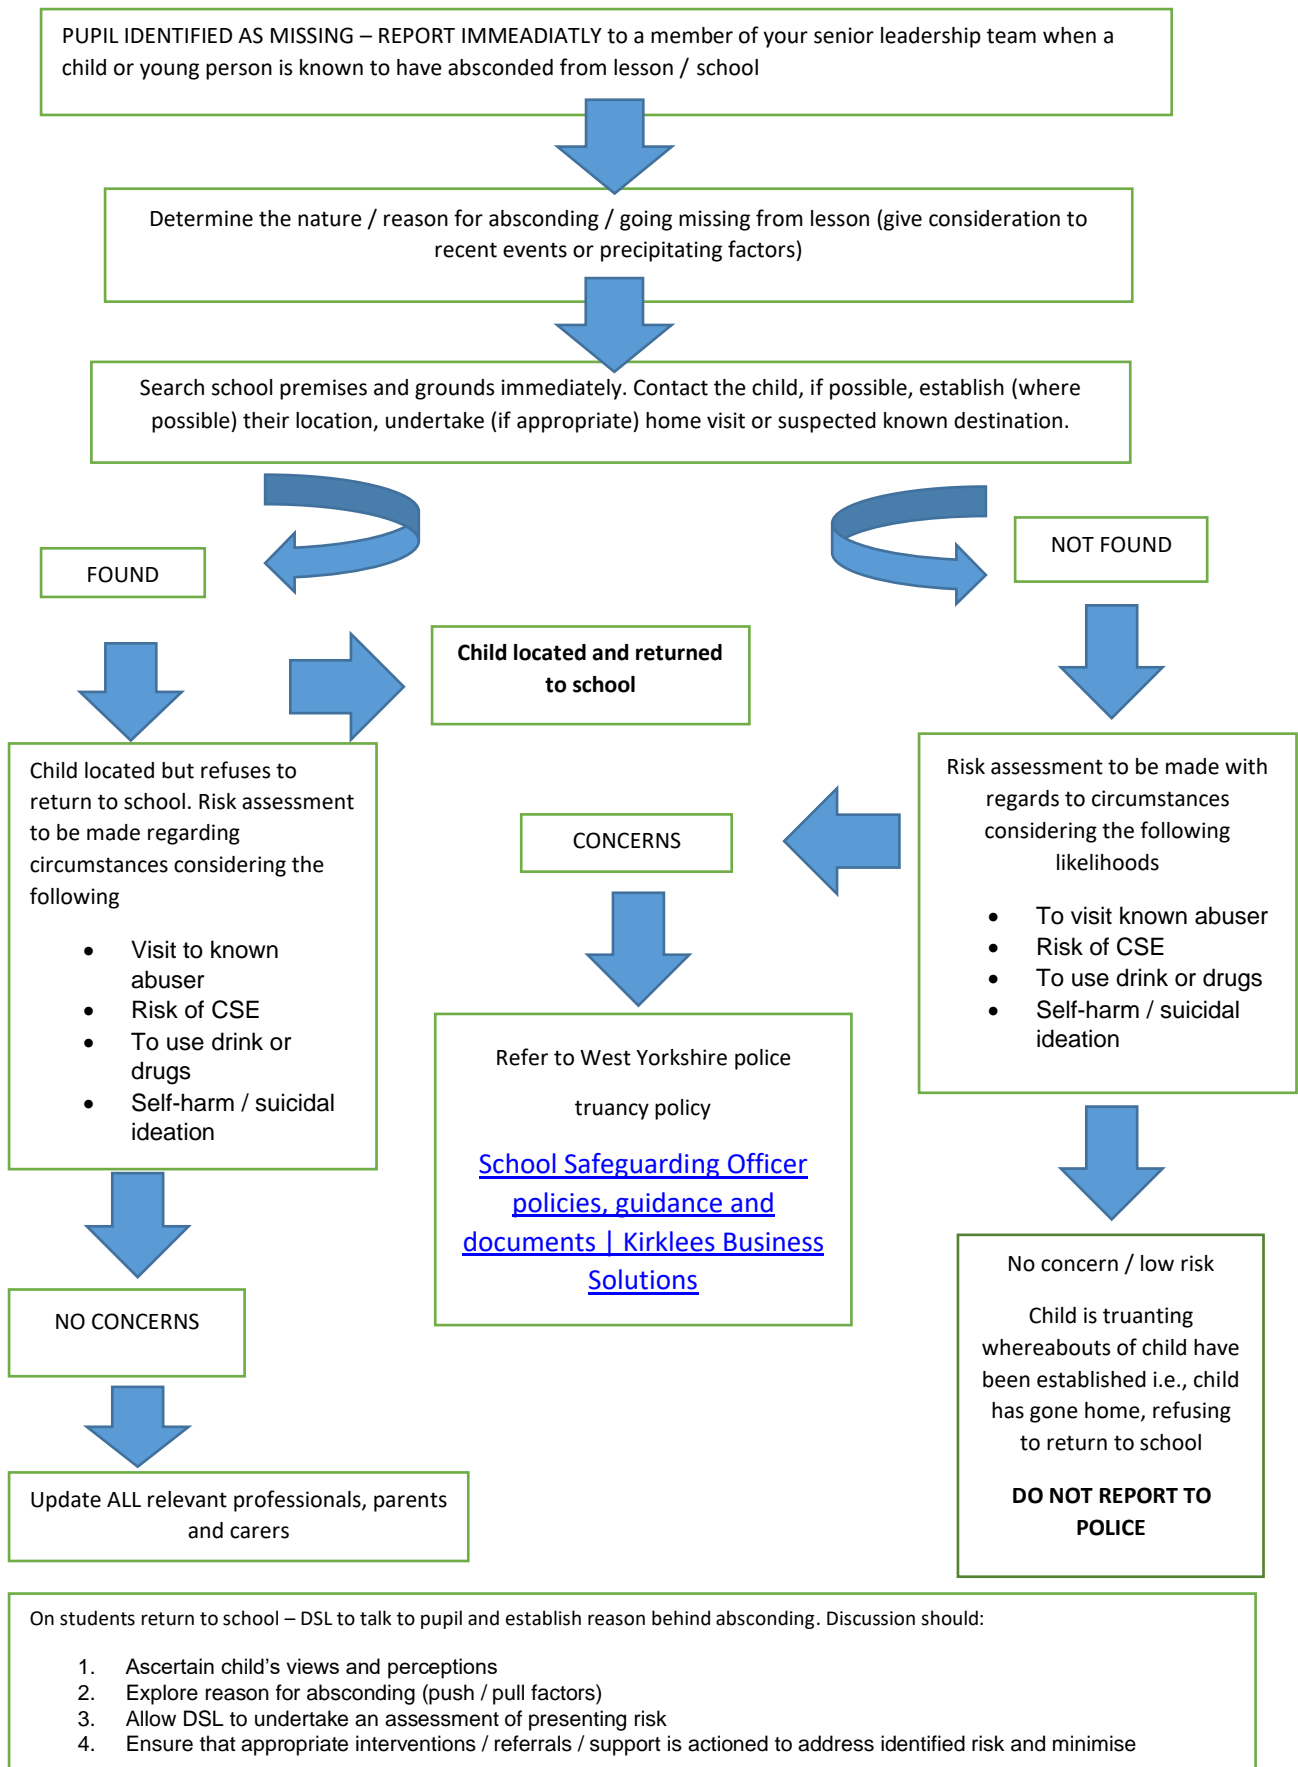 PUPIL IDENTIFIED AS MISSING – REPORT IMMEADIATLY to a member of your senior leadership team when a
child or young person is known to have absconded from lesson / school
Determine the nature / reason for absconding / going missing from lesson (give consideration to
recent events or precipitating factors)
Search school premises and grounds immediately. Contact the child, if possible, establish (where
possible) their location, undertake (if appropriate) home visit or suspected known destination.
FOUND
NOT FOUND
Child located and returned
to school
Child located but refuses to
return to school. Risk assessment
to be made regarding
circumstances considering the
following
• Visit to known
abuser
• Risk of CSE
• To use drink or
drugs
• Self-harm / suicidal
ideation
NO CONCERNS
Update ALL relevant professionals, parents
and carers
CONCERNS
Refer to West Yorkshire police
truancy policy
School Safeguarding Officer
policies, guidance and
documents | Kirklees Business
Solutions
Risk assessment to be made with
regards to circumstances
considering the following
likelihoods
• To visit known abuser
• Risk of CSE
• To use drink or drugs
• Self-harm / suicidal
ideation
No concern / low risk
Child is truanting
whereabouts of child have
been established i.e., child
has gone home, refusing
to return to school
DO NOT REPORT TO
POLICE
On students return to school – DSL to talk to pupil and establish reason behind absconding. Discussion should:
1. Ascertain child's views and perceptions
2. Explore reason for absconding (push / pull factors)
3. Allow DSL to undertake an assessment of presenting risk
4. Ensure that appropriate interventions / referrals / support is actioned to address identified risk and minimise